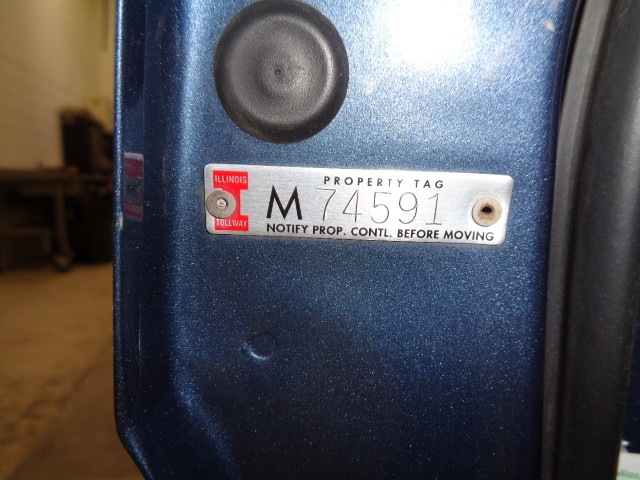 ILLINOIS
TOLLWAY
PROPERTY TAG
M 74591
NOTIFY PROP. CONTL. BEFORE MOVING